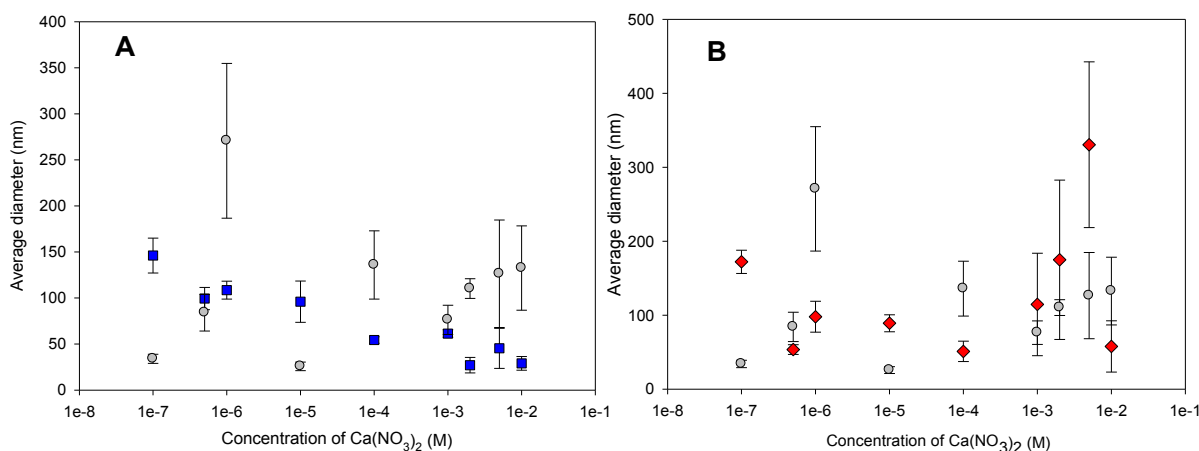 A
400
350
300
250
200
150
100
50
0
Average diameter (nm)
1e-8 1e-7 1e-6 1e-5 1e-4 1e-3 1e-2 1e-1
Concentration of Ca(NO3)2 (M)
B
500
400
300
200
100
0
Average diameter (nm)
1e-8 1e-7 1e-6 1e-5 1e-4 1e-3 1e-2 1e-1
Concentration of Ca(NO3)2 (M)